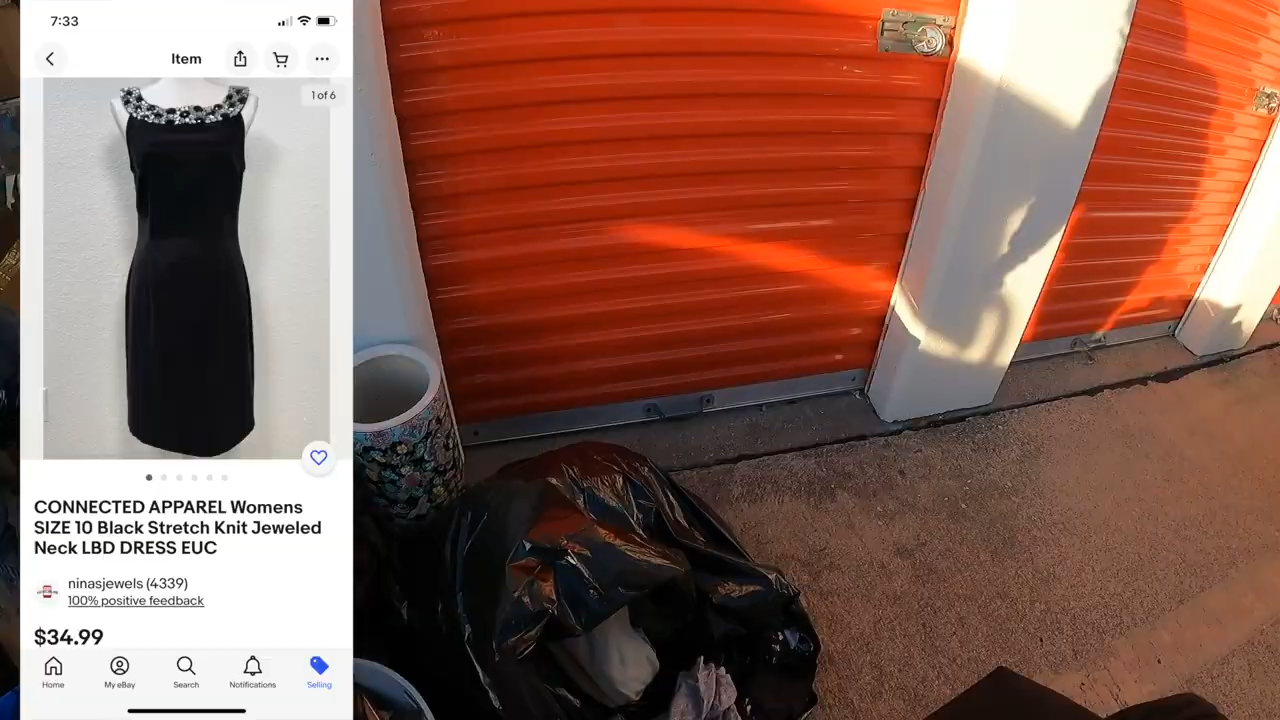 7:33
Item
1 of 6
CONNECTED APPAREL Womens
SIZE 10 Black Stretch Knit Jeweled
Neck LBD DRESS EUC
ninasjewels (4339)
100% positive feedback
$34.99
Home
My eBay
Search
Notifications
Selling